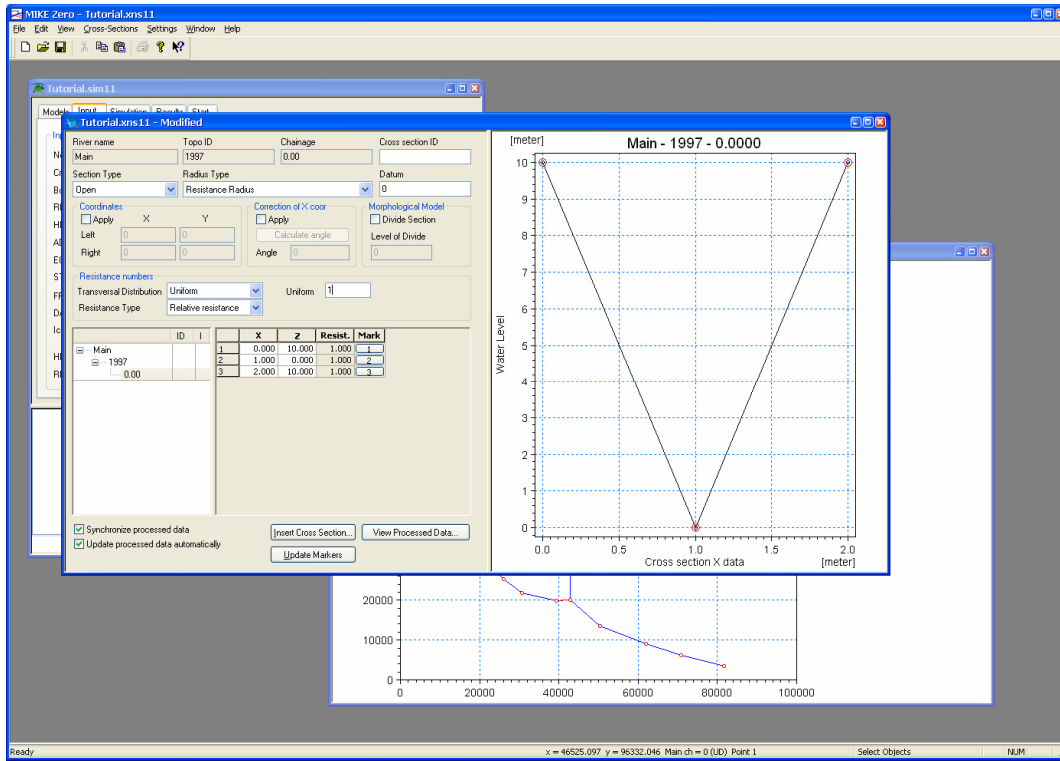 MIKE Zero - Tutorial.xns11
File Edit View Cross-Sections Settings Window Help
Tutorial.sim11
Models Input Simulation Results Start
Tutorial.xns11 - Modified
River name Topo ID Chainage Cross section ID
Main 1997 0.00
Section Type Radius Type Datum
Open Resistance Radius 0
Coordinates Correction of X coor Morphological Model
Apply X Y Apply Divide Section
Left 0 0 Calculate angle Level of Divide
Right 0 0 Angle 0 0
Resistance numbers
Transversal Distribution Uniform Uniform 1
Resistance Type Relative resistance
ID I X Z Resist. Mark
Main 1 0.000 10.000 1.000 1
1997 2 1.000 0.000 1.000 2
0.00 3 2.000 10.000 1.000 3
Synchronize processed data Insert Cross Section... View Processed Data...
Update processed data automatically
Update Markers
[meter] Main - 1997 - 0.0000
10
9
8
7
6
5
4
3
2
1
0
Water Level
0.0 0.5 1.0 1.5 2.0
Cross section X data [meter]
20000
10000
0
0 20000 40000 60000 80000 100000
Ready x = 46525.097 y = 96332.046 Main ch = 0 (UD) Point 1 Select Objects NUM